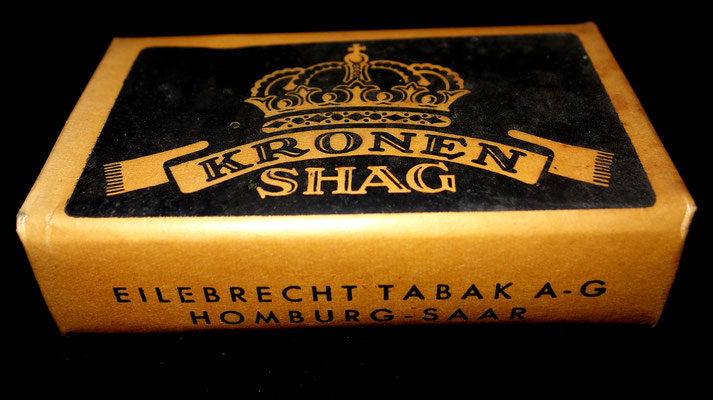 KRONEN
SHAG
EILEBRECHT TABAK A-G
HOMBURG-SAAR